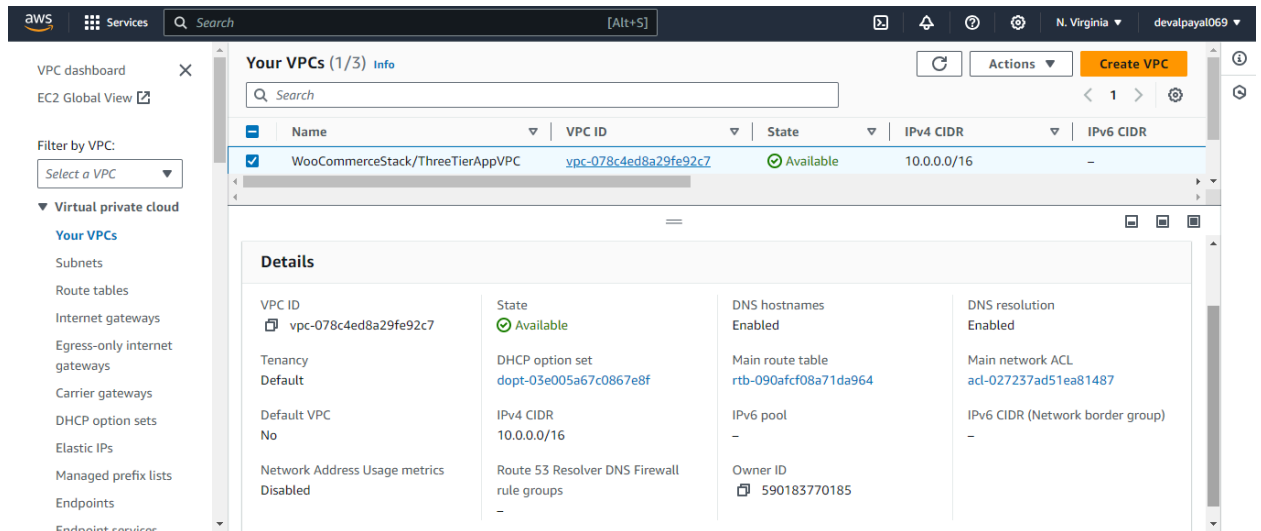 aws Services Search [Alt+S] N. Virginia ▼ devalpayal069 ▼
VPC dashboard
EC2 Global View
Filter by VPC:
Select a VPC
Virtual private cloud
Your VPCs
Subnets
Route tables
Internet gateways
Egress-only internet
gateways
Carrier gateways
DHCP option sets
Elastic IPs
Managed prefix lists
Endpoints
Endpoint services
Your VPCs (1/3) Info
Actions ▼ Create VPC
Search
1
Name VPC ID State IPv4 CIDR IPv6 CIDR
WooCommerceStack/ThreeTierAppVPC vpc-078c4ed8a29fe92c7 Available 10.0.0.0/16 –
Details
VPC ID
vpc-078c4ed8a29fe92c7
State
Available
DNS hostnames
Enabled
DNS resolution
Enabled
Tenancy
Default
DHCP option set
dopt-03e005a67c0867e8f
Main route table
rtb-090afcf08a71da964
Main network ACL
acl-027237ad51ea81487
Default VPC
No
IPv4 CIDR
10.0.0.0/16
IPv6 pool
–
IPv6 CIDR (Network border group)
–
Network Address Usage metrics
Disabled
Route 53 Resolver DNS Firewall
rule groups
–
Owner ID
590183770185